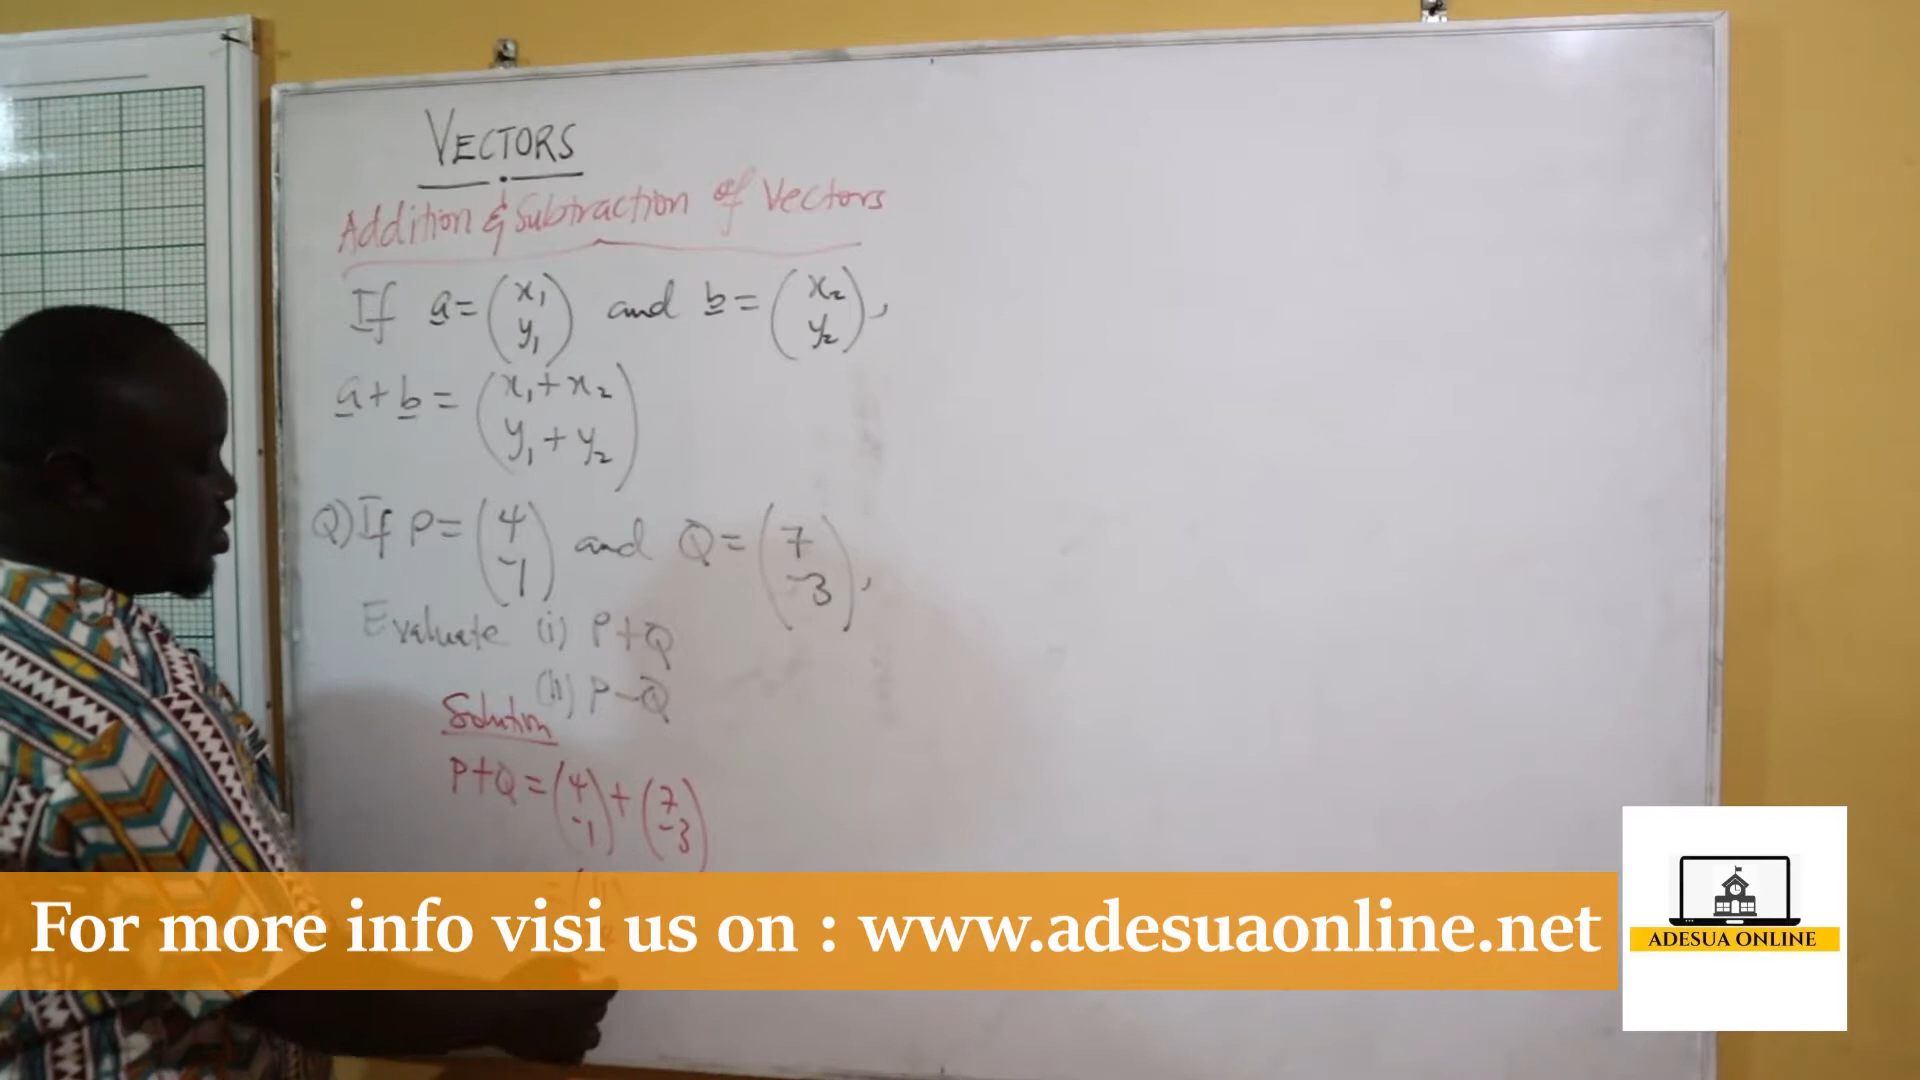 VECTORS
Addition & Subtraction of Vectors
If a = (x₁ y₁) and b = (x₂ y₂),
a + b = (x₁ + x₂ y₁ + y₂)
Q) If P = (4 -1) and Q = (7 -3),
Evaluate (i) P+Q
(ii) P-Q
Solution
P+Q = (4 -1) + (7 -3)
For more info visi us on : www.adesuaonline.net
ADESUA ONLINE